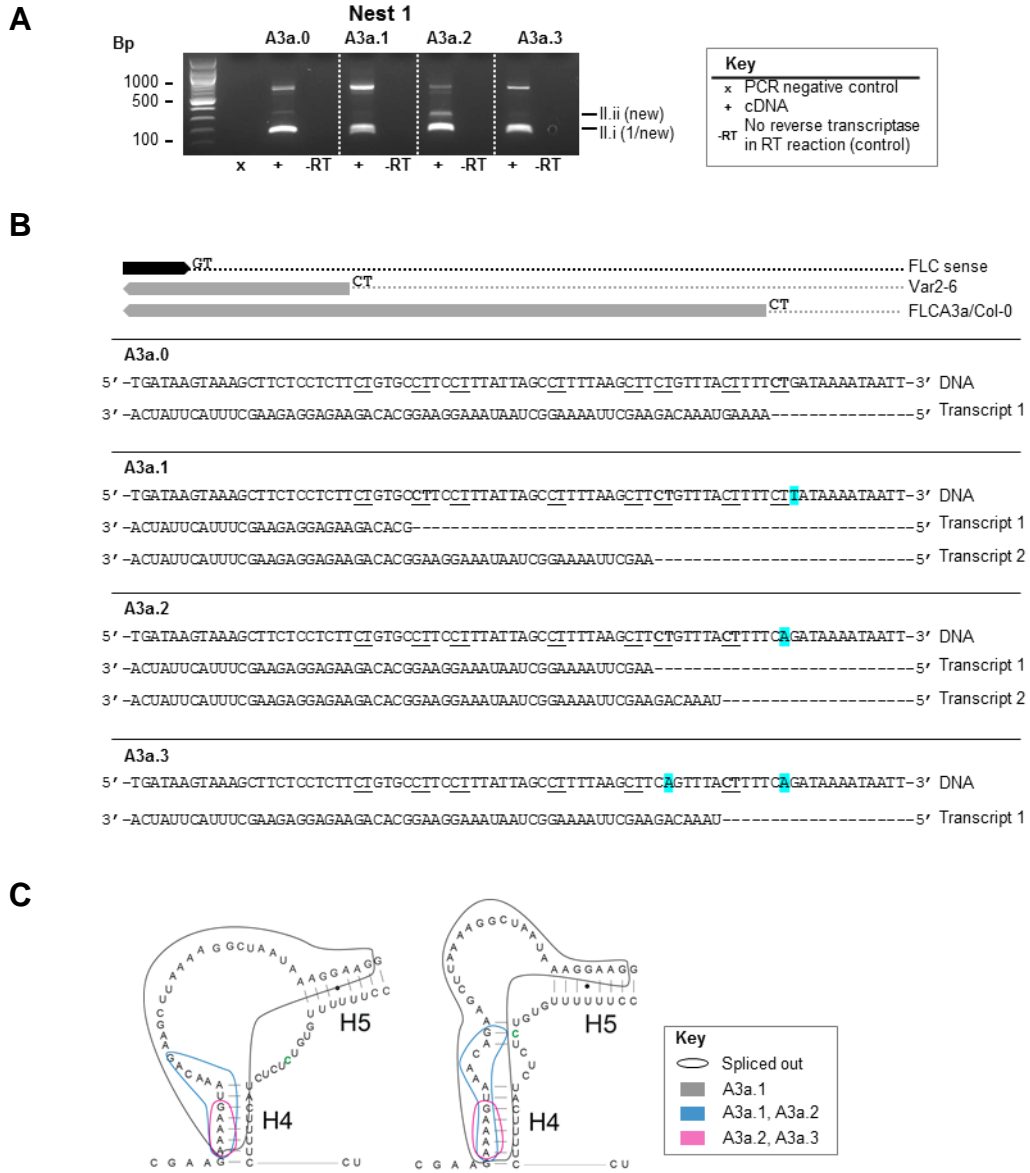 A
Nest 1
Bp
A3a.0 A3a.1 A3a.2 A3a.3
1000 –
500 –
100 –
II.ii (new)
II.i (1/new)
x + -RT + -RT + -RT + -RT
Key
x PCR negative control
+ cDNA
-RT No reverse transcriptase
in RT reaction (control)
B
GT FLC sense
CT Var2-6
CT FLCA3a/Col-0
A3a.0
5’-TGATAAGTAAAGCTTCTCCTCTTCTGTGCCTTCCTTTATTAGCCTTTTAAGCTTCTGTTTACTTTTCTGATAAAATAATT-3’ DNA
3’-ACUAUUCAUUUCGAAGAGGAGAAGACACGGAAGGAAAUAAUCGGAAAAUUCGAAGACAAAUGAAAA---------------5’ Transcript 1
A3a.1
5’-TGATAAGTAAAGCTTCTCCTCTTCTGTGCCTTCCTTTATTAGCCTTTTAAGCTTCTGTTTACTTTTCTTATAAAATAATT-3’ DNA
3’-ACUAUUCAUUUCGAAGAGGAGAAGACACG----------------------------------------------------5’ Transcript 1
3’-ACUAUUCAUUUCGAAGAGGAGAAGACACGGAAGGAAAUAAUCGGAAAAUUCGAA---------------------------5’ Transcript 2
A3a.2
5’-TGATAAGTAAAGCTTCTCCTCTTCTGTGCCTTCCTTTATTAGCCTTTTAAGCTTCTGTTTACTTTTCAGATAAAATAATT-3’ DNA
3’-ACUAUUCAUUUCGAAGAGGAGAAGACACGGAAGGAAAUAAUCGGAAAAUUCGAA---------------------------5’ Transcript 1
3’-ACUAUUCAUUUCGAAGAGGAGAAGACACGGAAGGAAAUAAUCGGAAAAUUCGAAGACAAAU--------------------5’ Transcript 2
A3a.3
5’-TGATAAGTAAAGCTTCTCCTCTTCTGTGCCTTCCTTTATTAGCCTTTTAAGCTTCAGTTTACTTTTCAGATAAAATAATT-3’ DNA
3’-ACUAUUCAUUUCGAAGAGGAGAAGACACGGAAGGAAAUAAUCGGAAAAUUCGAAGACAAAU--------------------5’ Transcript 1
C
CGAAGAAAAGUAAACAGAAGCUUAAAAGGCUAAUAAAGGAAGG
CCUUUUUUGUGUCUCUCAUCUUUUC
CU
H5
H4
CGAAGAAAAGUAAACAGAAGCUUAAAAGGCUAAUAAAGGAAGG
CU
H5
H4
Key
Spliced out
A3a.1
A3a.1, A3a.2
A3a.2, A3a.3